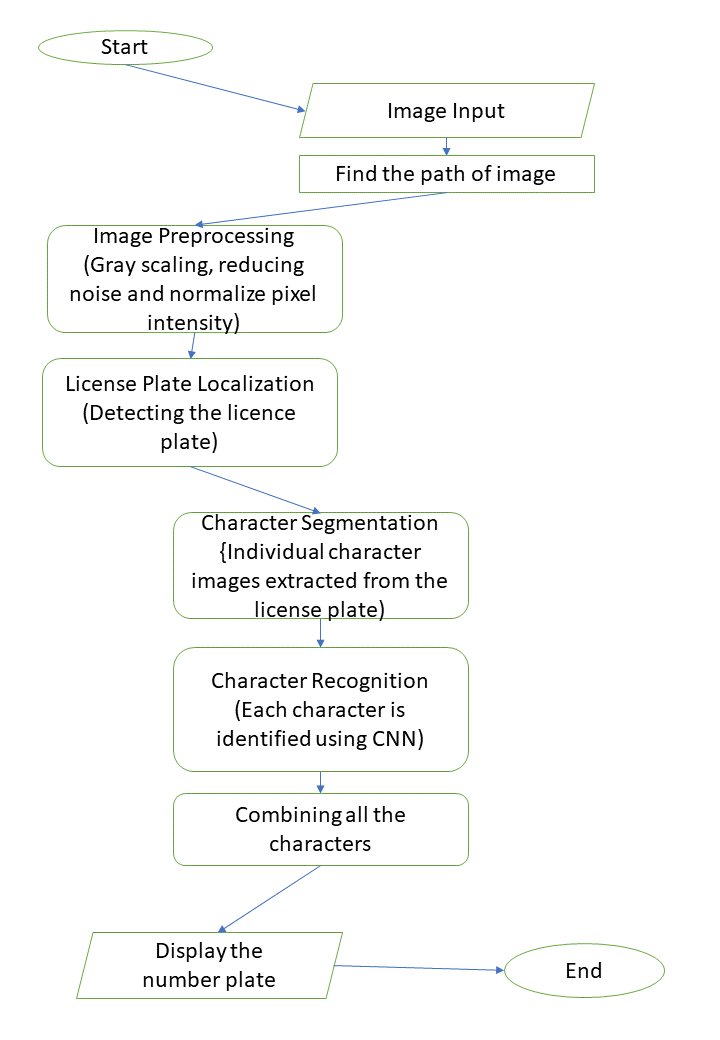 Start
Image Input
Find the path of image
Image Preprocessing
(Gray scaling, reducing
noise and normalize pixel
intensity)
License Plate Localization
(Detecting the licence
plate)
Character Segmentation
{Individual character
images extracted from the
license plate)
Character Recognition
(Each character is
identified using CNN)
Combining all the
characters
Display the
number plate
End